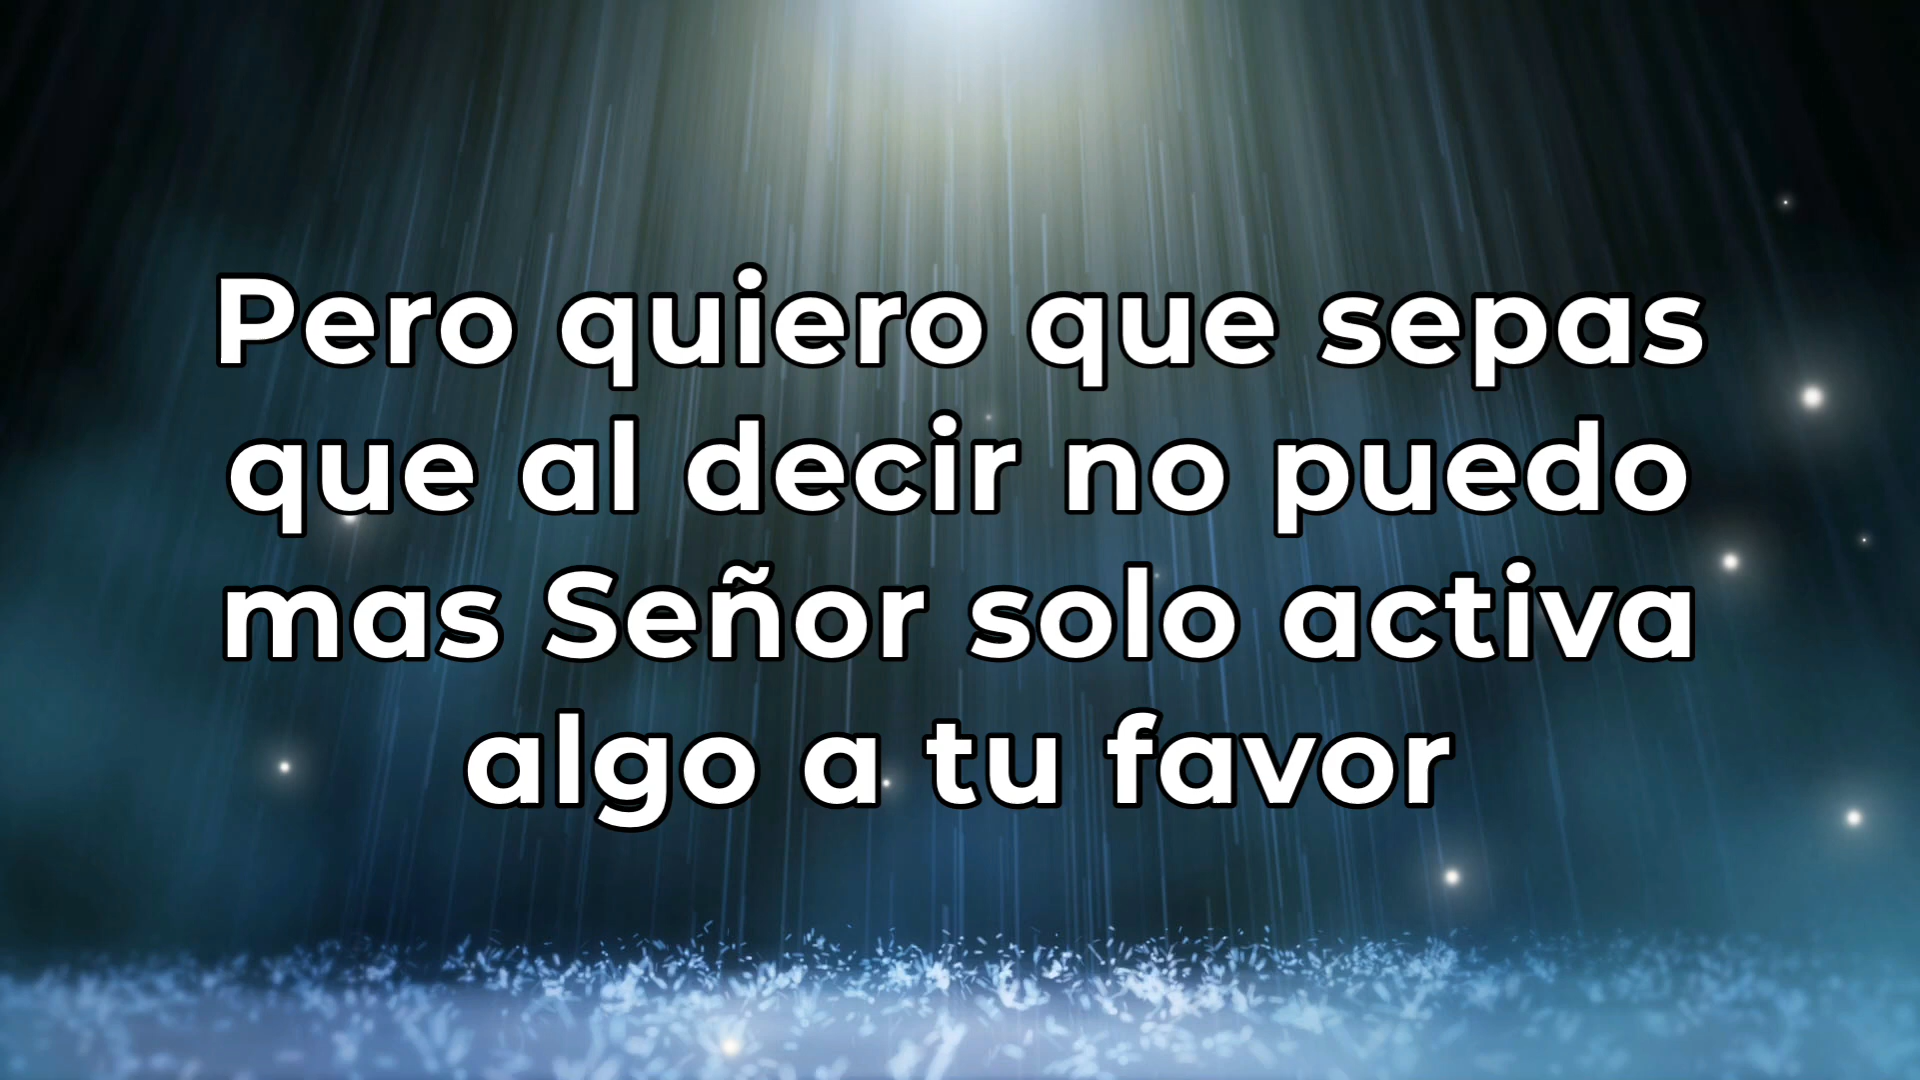 Pero quiero que sepas
que al decir no puedo
mas Señor solo activa
algo a tu favor